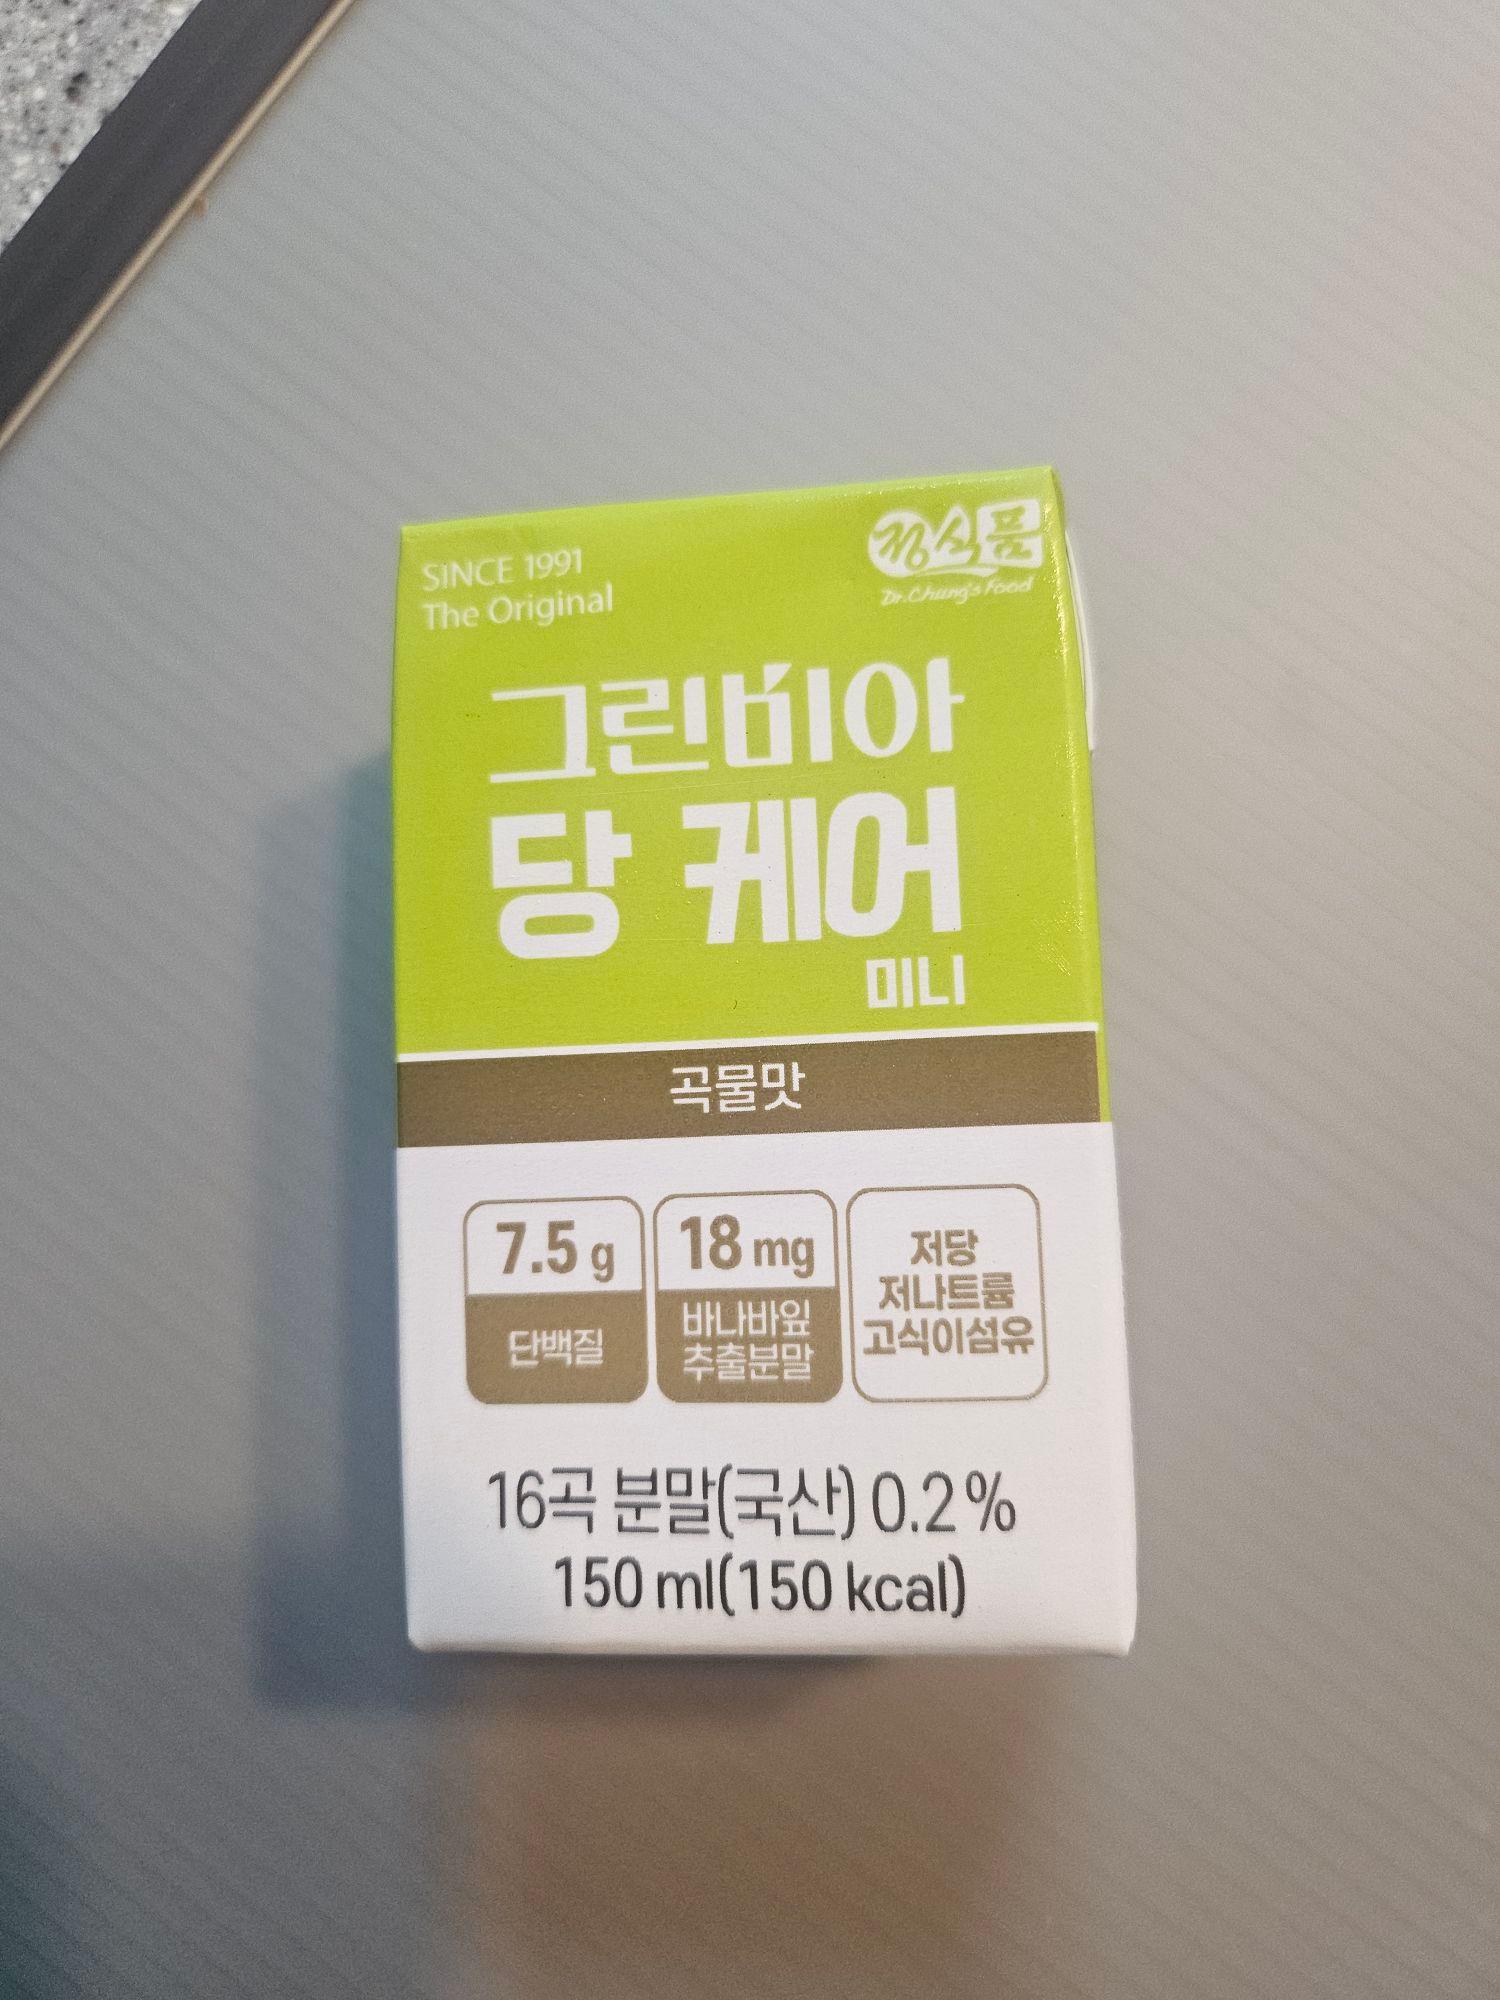 SINCE 1991
The Original
정식품
Dr.Chung's Food
그린비아
당 케어
미니
곡물맛
7.5 g
단백질
18 mg
바나바잎
추출분말
저당
저나트륨
고식이섬유
16곡 분말(국산) 0.2%
150 ml(150 kcal)